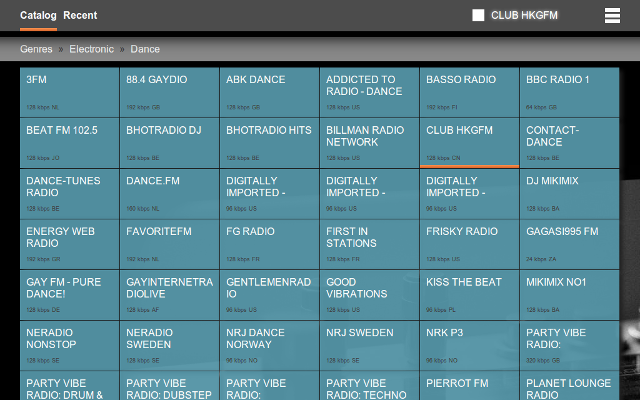 Catalog Recent
CLUB HKGFM
Genres » Electronic » Dance
3FM
128 kbps NL
88.4 GAYDIO
192 kbps GB
ABK DANCE
128 kbps GB
ADDICTED TO
RADIO - DANCE
128 kbps US
BASSO RADIO
192 kbps FI
BBC RADIO 1
64 kbps GB
BEAT FM 102.5
128 kbps JO
BHOTRADIO DJ
128 kbps BE
BHOTRADIO HITS
128 kbps BE
BILLMAN RADIO
NETWORK
128 kbps US
CLUB HKGFM
128 kbps CN
CONTACT-
DANCE
128 kbps BE
DANCE-TUNES
RADIO
128 kbps BE
DANCE.FM
160 kbps NL
DIGITALLY
IMPORTED -
96 kbps US
DIGITALLY
IMPORTED -
96 kbps US
DIGITALLY
IMPORTED -
96 kbps US
DJ MIKIMIX
128 kbps BA
ENERGY WEB
RADIO
192 kbps GR
FAVORITEFM
192 kbps NL
FG RADIO
128 kbps FR
FIRST IN
STATIONS
128 kbps FR
FRISKY RADIO
128 kbps US
GAGASI995 FM
24 kbps ZA
GAY FM - PURE
DANCE!
128 kbps DE
GAYINTERNETRA
DIOLIVE
128 kbps AF
GENTLEMENRAD
IO
96 kbps US
GOOD
VIBRATIONS
128 kbps US
KISS THE BEAT
96 kbps PL
MIKIMIX NO1
128 kbps BA
NERADIO
NONSTOP
128 kbps SE
NERADIO
SWEDEN
128 kbps SE
NRJ DANCE
NORWAY
96 kbps NO
NRJ SWEDEN
128 kbps SE
NRK P3
96 kbps NO
PARTY VIBE
RADIO:
320 kbps GB
PARTY VIBE
RADIO: DRUM &
PARTY VIBE
RADIO: DUBSTEP
PARTY VIBE
RADIO:
PARTY VIBE
RADIO: TECHNO
PIERROT FM
PLANET LOUNGE
RADIO